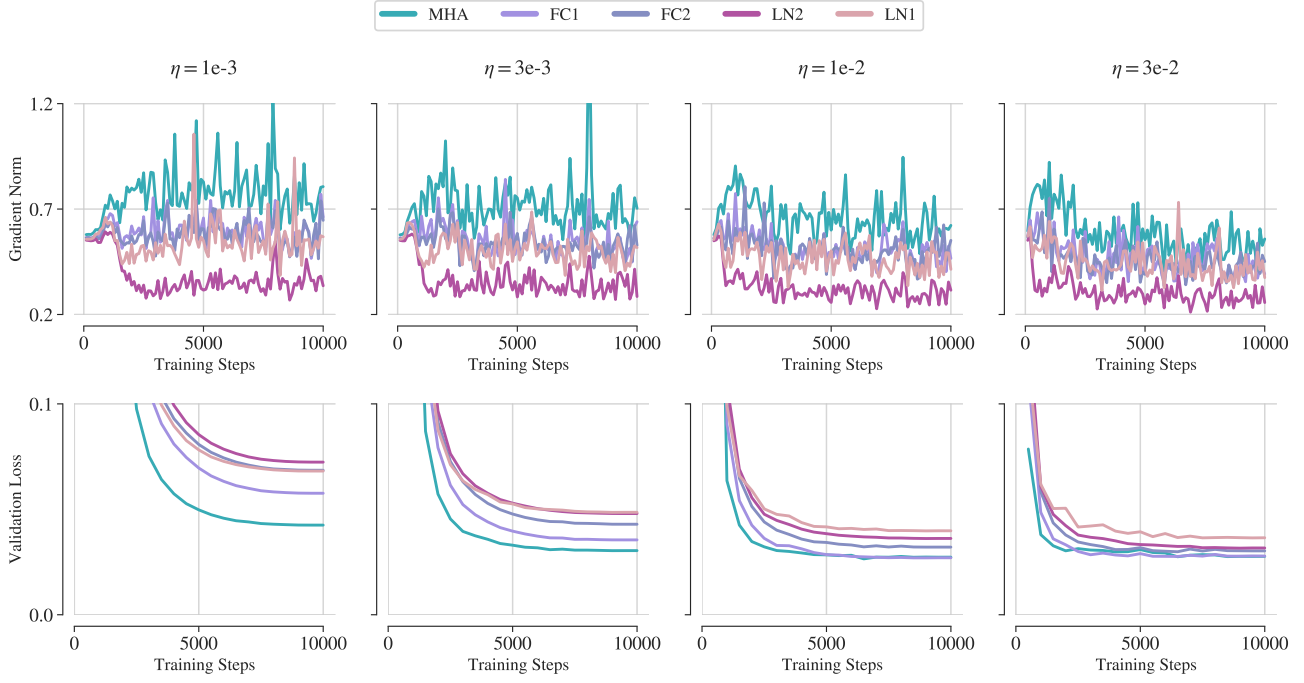 MHA FC1 FC2 LN2 LN1
η = 1e-3 η = 3e-3 η = 1e-2 η = 3e-2
Gradient Norm
1.2
0.7
0.2
0 5000 10000 0 5000 10000 0 5000 10000 0 5000 10000
Training Steps Training Steps Training Steps Training Steps
Validation Loss
0.1
0.0
0 5000 10000 0 5000 10000 0 5000 10000 0 5000 10000
Training Steps Training Steps Training Steps Training Steps